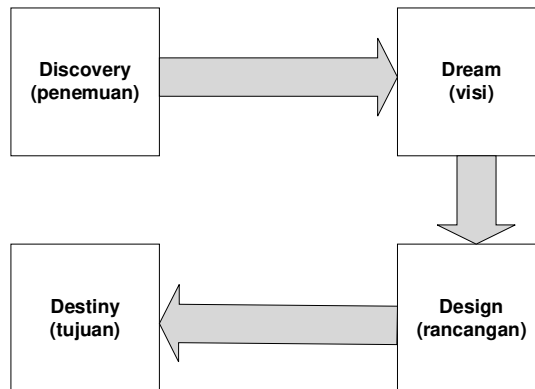 Discovery
(penemuan)
Dream
(visi)
Design
(rancangan)
Destiny
(tujuan)